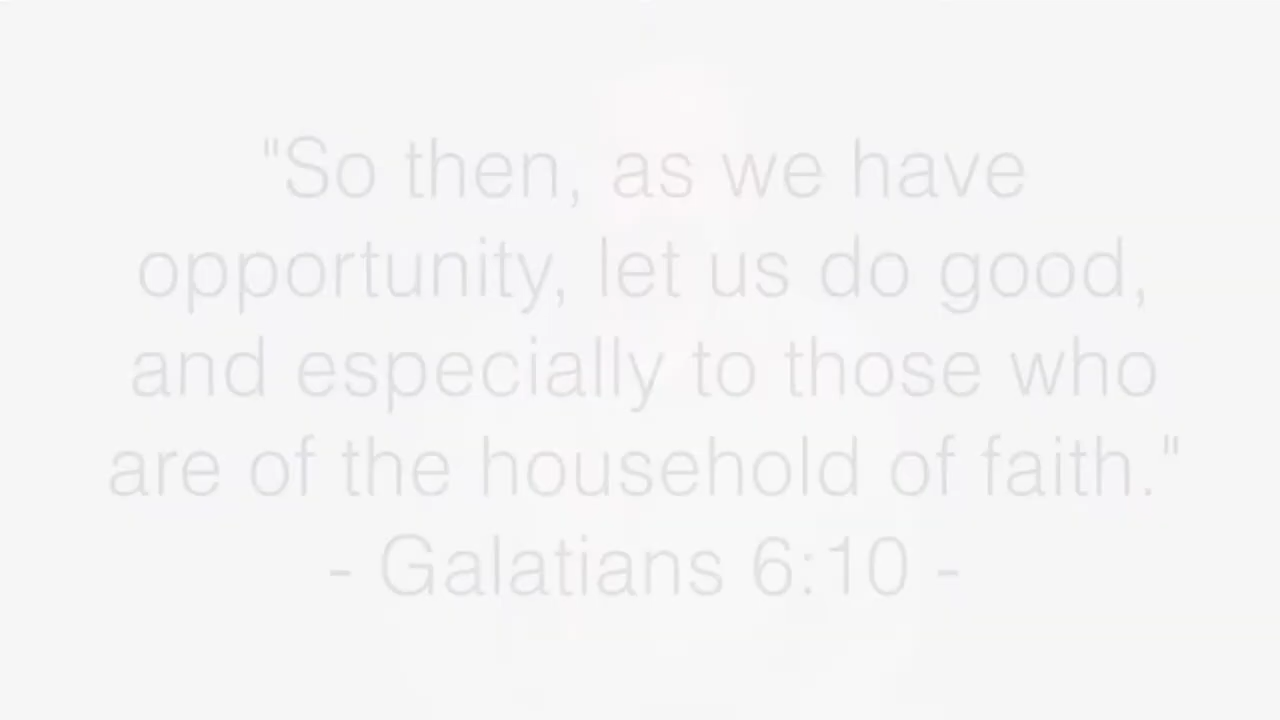 "So then, as we have
opportunity, let us do good,
and especially to those who
are of the household of faith."
- Galatians 6:10 -